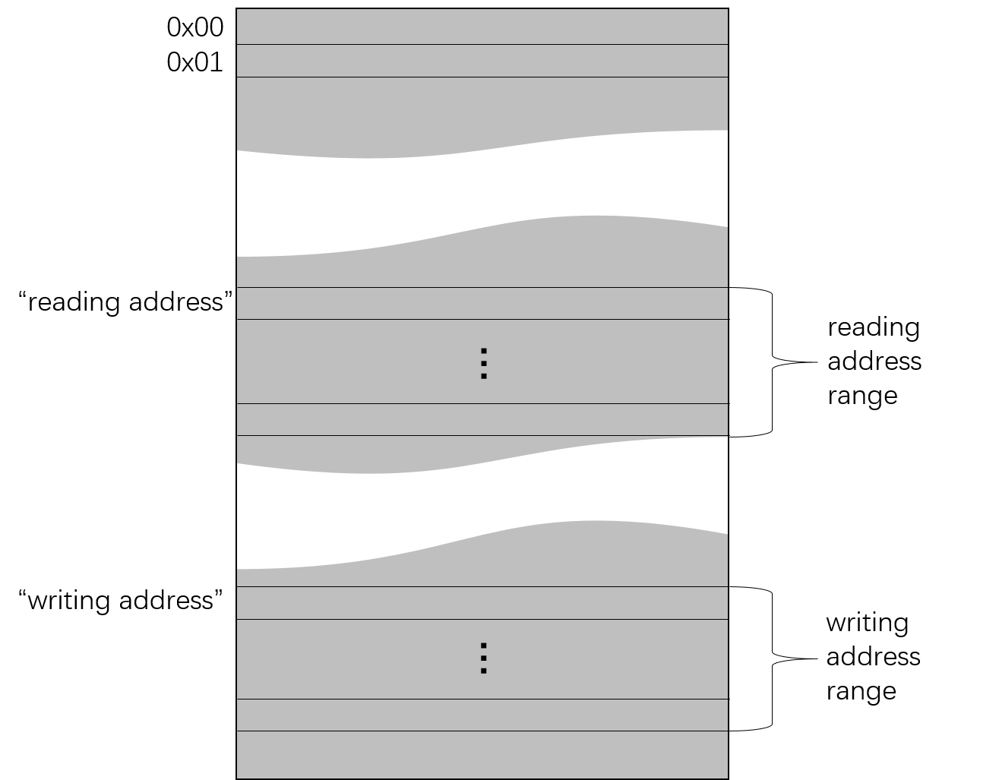 0x00
0x01
“reading address”
reading
address
range
“writing address”
writing
address
range